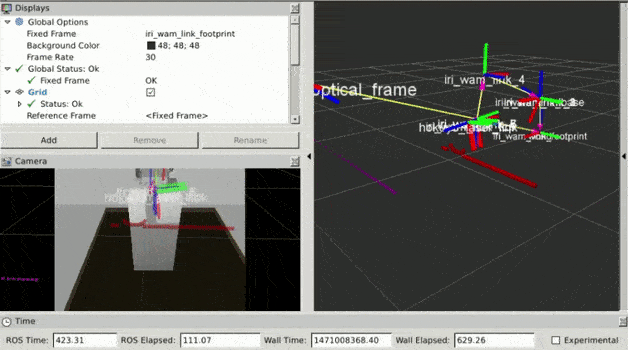 Displays
Global Options
Fixed Frame iri_wam_link_footprint
Background Color 48; 48; 48
Frame Rate 30
Global Status: Ok
Fixed Frame OK
Grid
Status: Ok
Reference Frame <Fixed Frame>
Add Remove Rename
Camera
optical_frame
iri_wam_link_4
iri_wam_link_footprint
Time
ROS Time: 423.31 ROS Elapsed: 111.07 Wall Time: 1471008368.40 Wall Elapsed: 629.26 Experimental